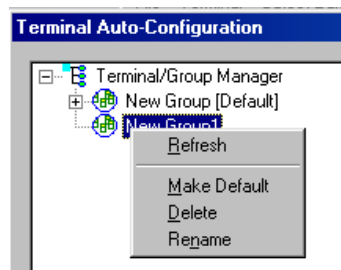 Terminal Auto-Configuration
Terminal/Group Manager
New Group [Default]
New Group1
Refresh
Make Default
Delete
Rename